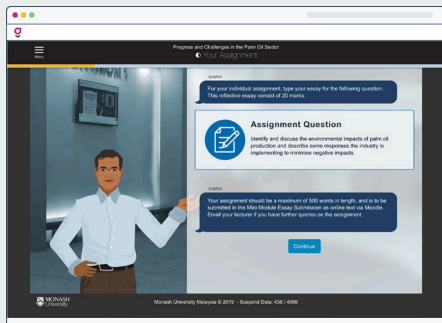 Menu
Progress and Challenges in the Palm Oil Sector
Your Assignment
For your individual assignment, type your essay for the following question.
This reflective essay consist of 20 marks.
Assignment Question
Identify and discuss the environmental impacts of palm oil
production and describe some responses the industry is
implementing to minimise negative impacts.
Your assignment should be a maximum of 500 words in length, and is to be
submitted in the Mini-Module Essay Submission as online text via Moodle.
Email your lecturer if you have further queries on the assignment.
Continue
MONASH
University
Monash University Malaysia © 2019 - Suspend Data: 438 / 4096